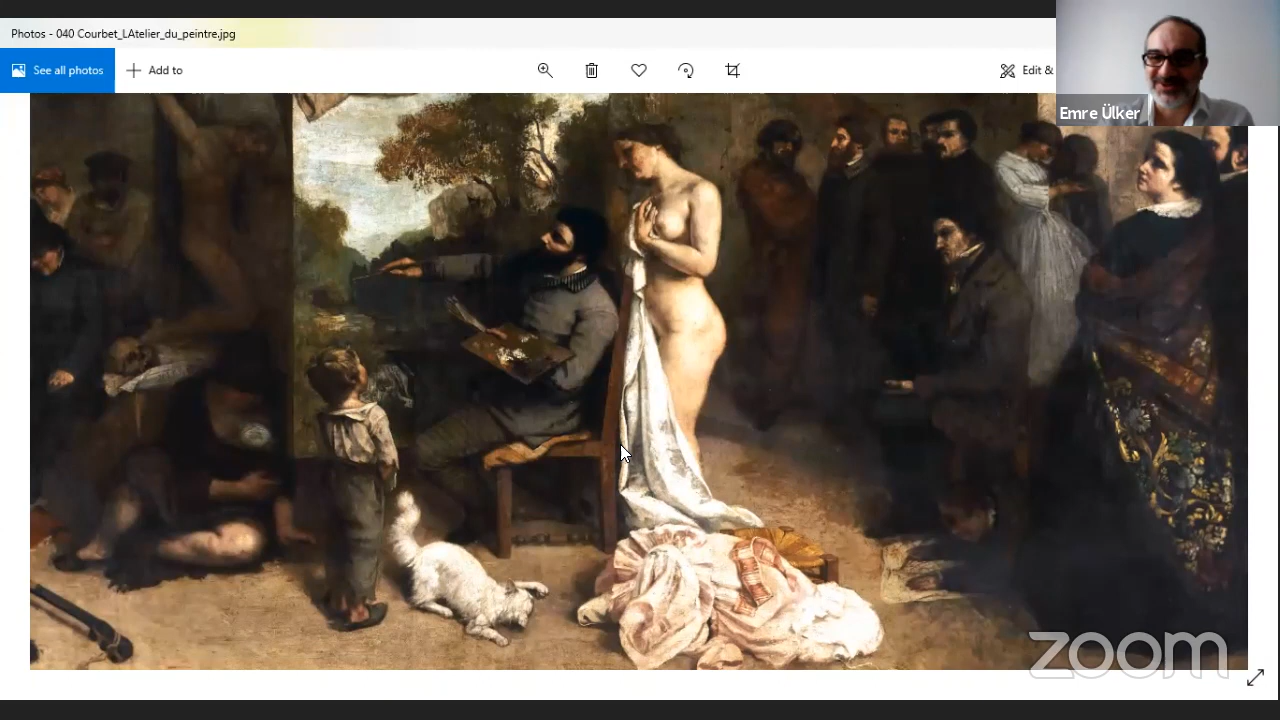 Photos - 040 Courbet_LAtelier_du_peintre.jpg
See all photos
Add to
Edit &
Emre Ülker
zoom